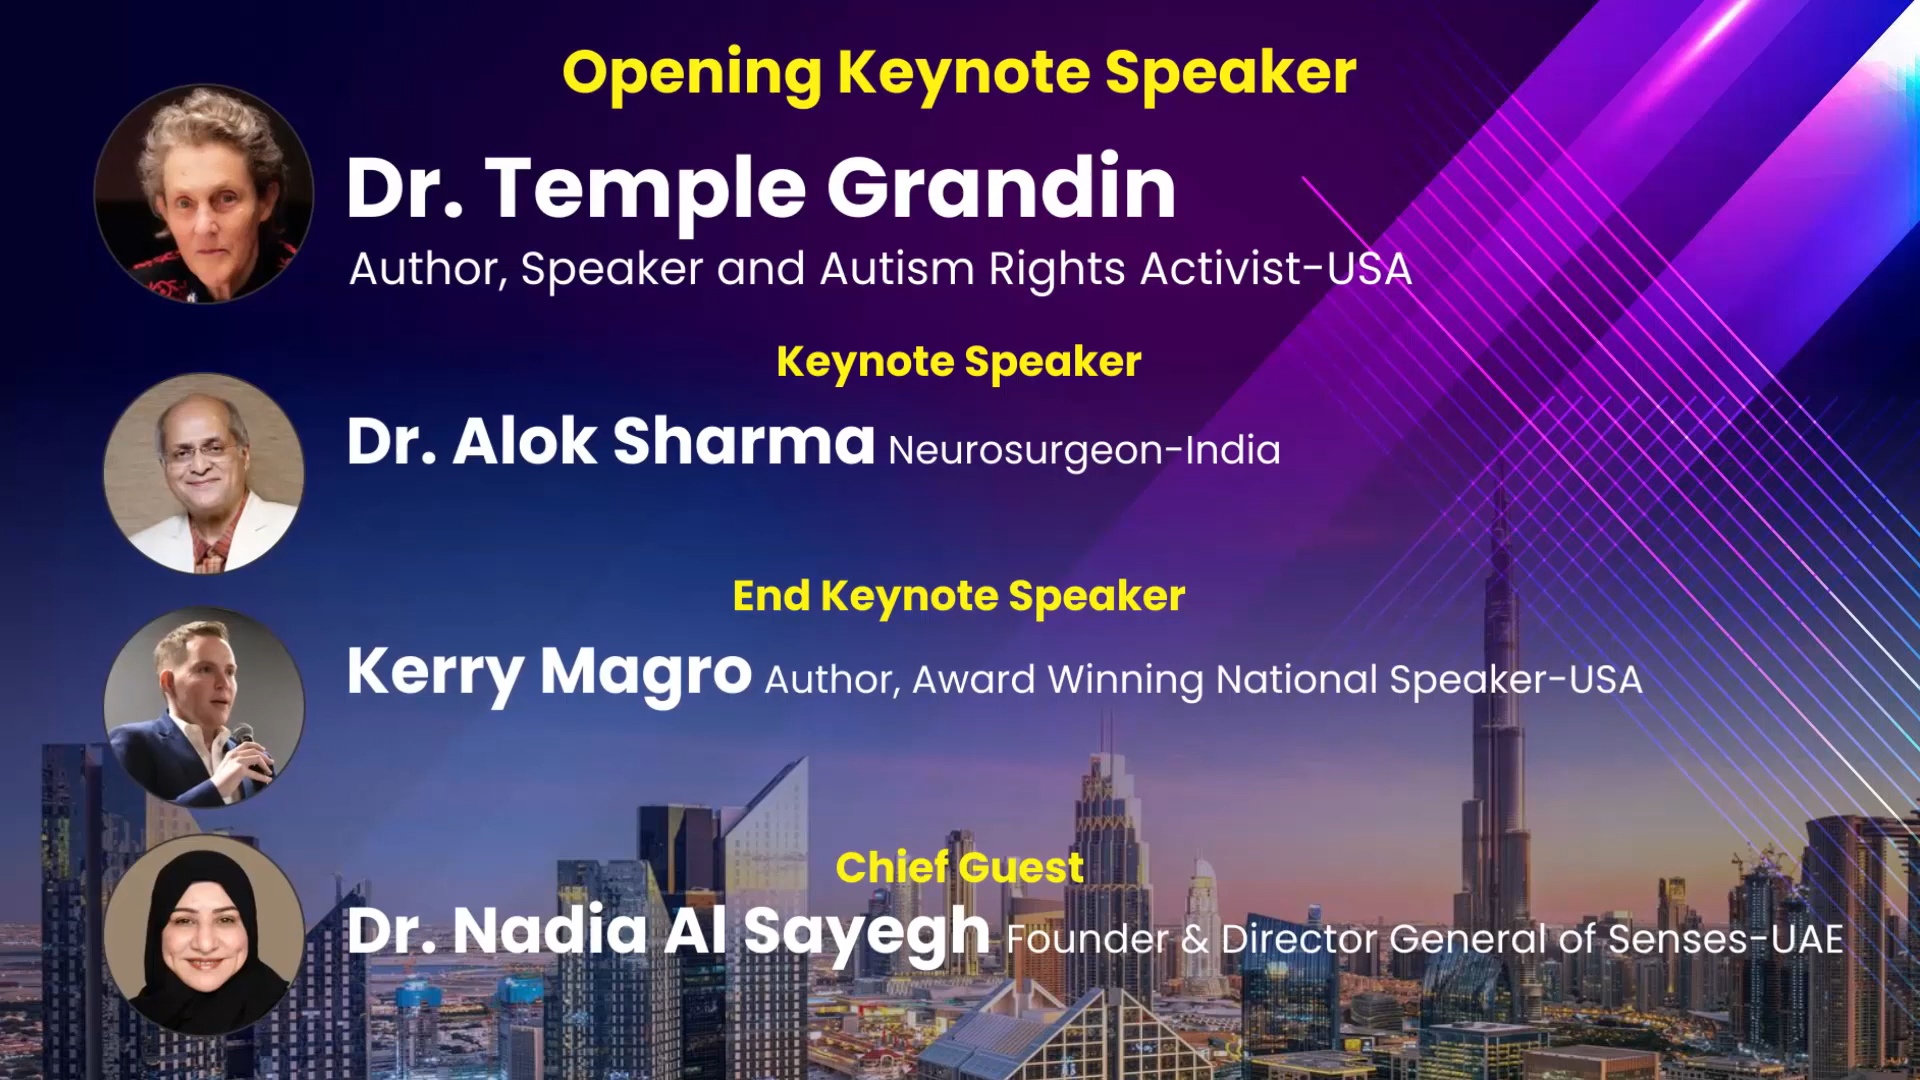 Opening Keynote Speaker
Dr. Temple Grandin
Author, Speaker and Autism Rights Activist-USA
Keynote Speaker
Dr. Alok Sharma Neurosurgeon-India
End Keynote Speaker
Kerry Magro Author, Award Winning National Speaker-USA
Chief Guest
Dr. Nadia Al Sayegh Founder & Director General of Senses-UAE